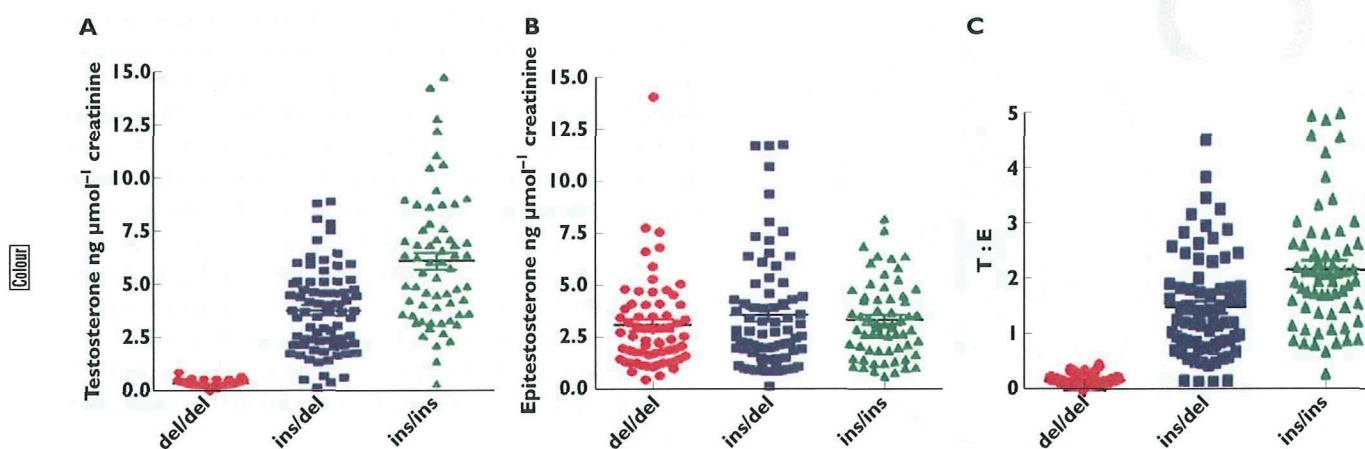 Colour
A
Testosterone ng µmol⁻¹ creatinine
15.0
12.5
10.0
7.5
5.0
2.5
0.0
del/del
ins/del
ins/ins
B
Epitestosterone ng µmol⁻¹ creatinine
15.0
12.5
10.0
7.5
5.0
2.5
0.0
del/del
ins/del
ins/ins
C
T : E
5
4
3
2
1
0
del/del
ins/del
ins/ins